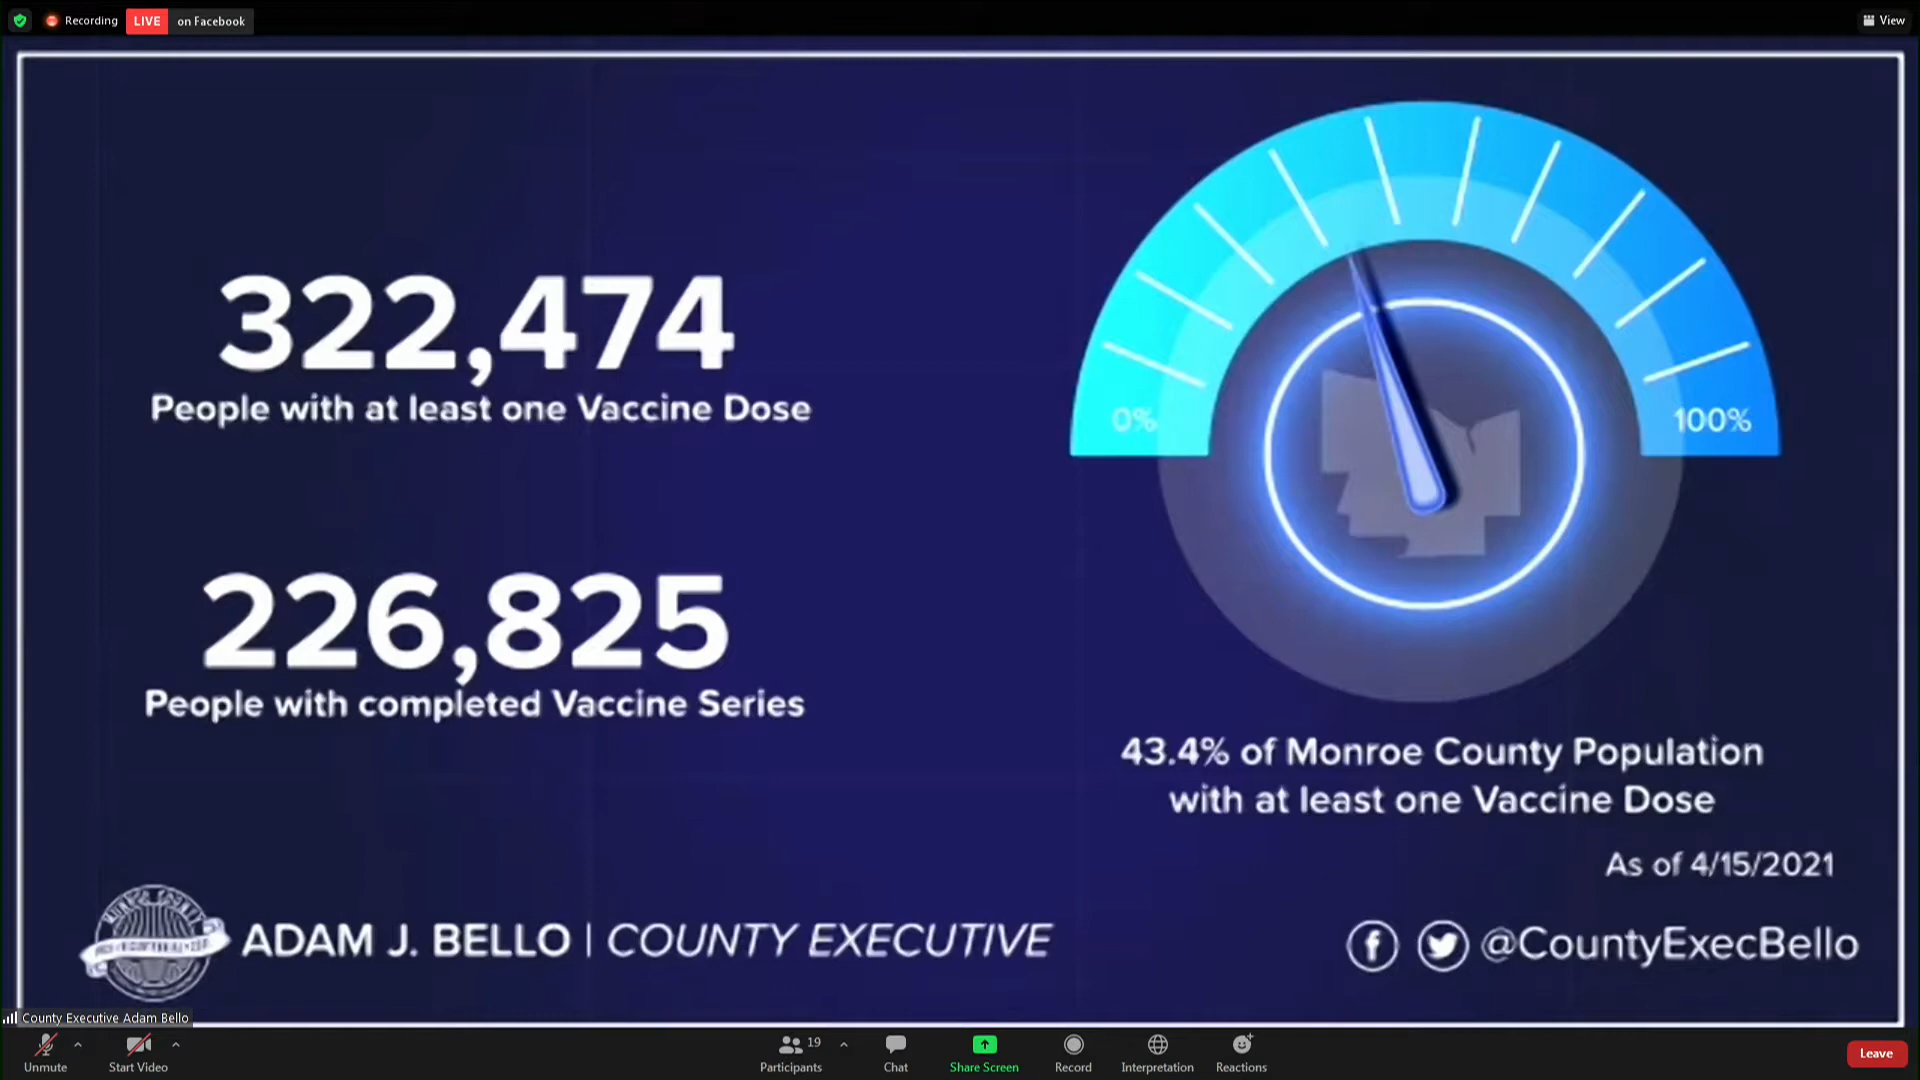 Recording
LIVE on Facebook
View
322,474
People with at least one Vaccine Dose
226,825
People with completed Vaccine Series
0%
100%
43.4% of Monroe County Population
with at least one Vaccine Dose
As of 4/15/2021
ADAM J. BELLO | COUNTY EXECUTIVE
@CountyExecBello
County Executive Adam Bello
Unmute
Start Video
19
Participants
Chat
Share Screen
Record
Interpretation
Reactions
Leave